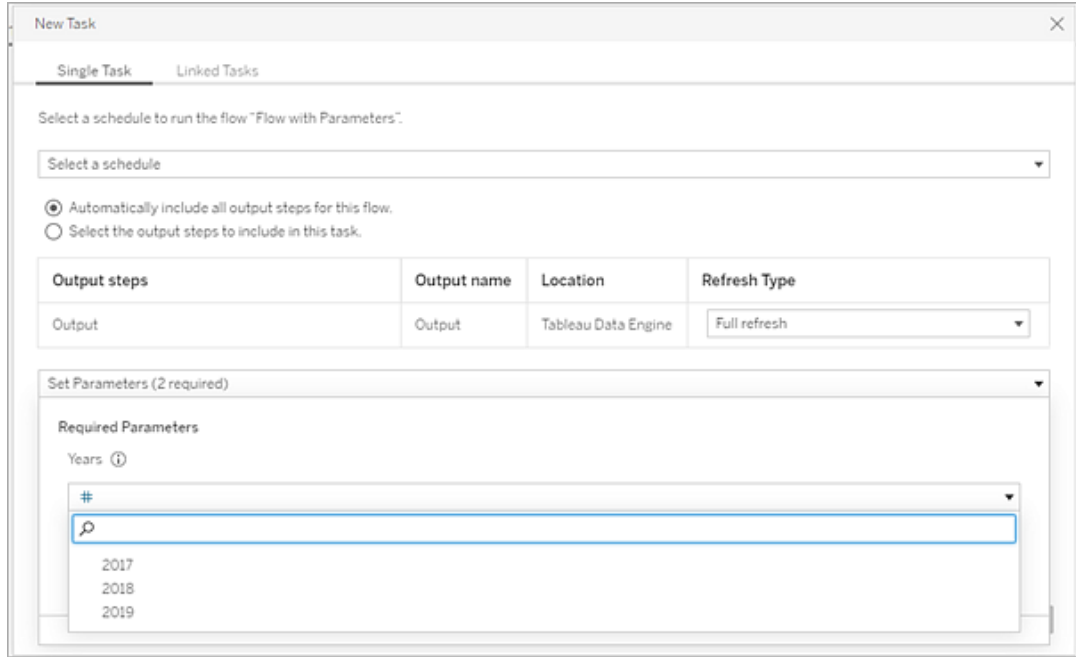 New Task
Single Task Linked Tasks
Select a schedule to run the flow "Flow with Parameters".
Select a schedule
Automatically include all output steps for this flow.
Select the output steps to include in this task.
Output steps Output name Location Refresh Type
Output Output Tableau Data Engine Full refresh
Set Parameters (2 required)
Required Parameters
Years
#
2017
2018
2019